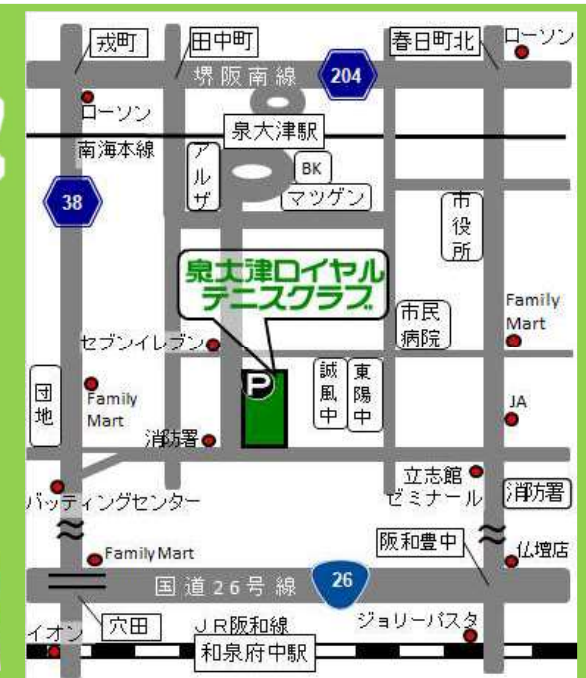 戎町
田中町
春日町北
ローソン
堺阪南線
204
ローソン
泉大津駅
南海本線
アルザ
BK
マツゲン
38
市役所
泉大津ロイヤル
テニスクラブ
市民
病院
Family
Mart
セブンイレブン
P
誠風中
東陽中
団地
Family
Mart
JA
消防署
立志館
ゼミナール
消防署
バッティングセンター
阪和豊中
仏壇店
FamilyMart
国道26号線
26
穴田
JR阪和線
ジョリーパスタ
イオン
和泉府中駅